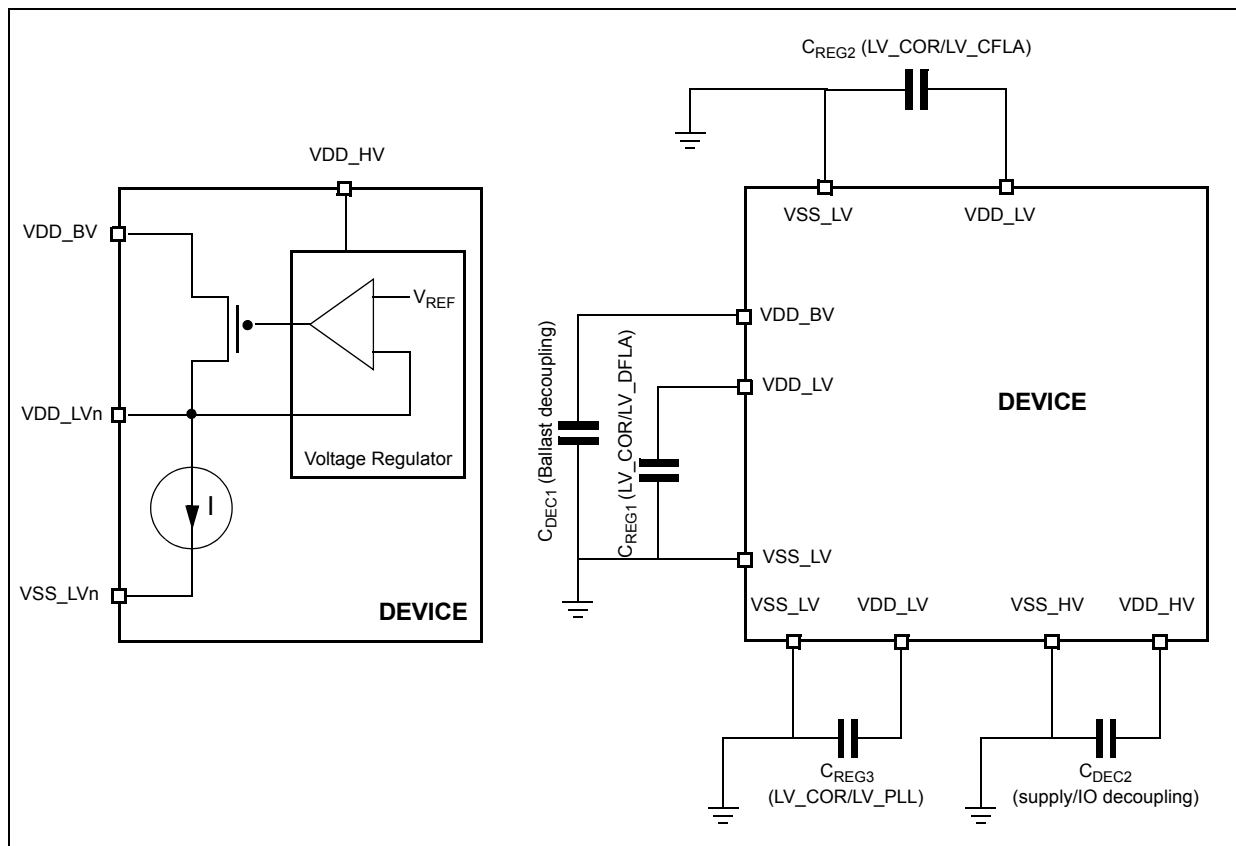 VDD_HV
VDD_BV
VREF
VDD_LVn
Voltage Regulator
I
VSS_LVn
DEVICE
CREG2 (LV_COR/LV_CFLA)
VSS_LV
VDD_LV
VDD_BV
VDD_LV
DEVICE
CDEC1 (Ballast decoupling)
CREG1 (LV_COR/LV_DFLA)
VSS_LV
VSS_LV
VDD_LV
VSS_HV
VDD_HV
CREG3
(LV_COR/LV_PLL)
CDEC2
(supply/IO decoupling)